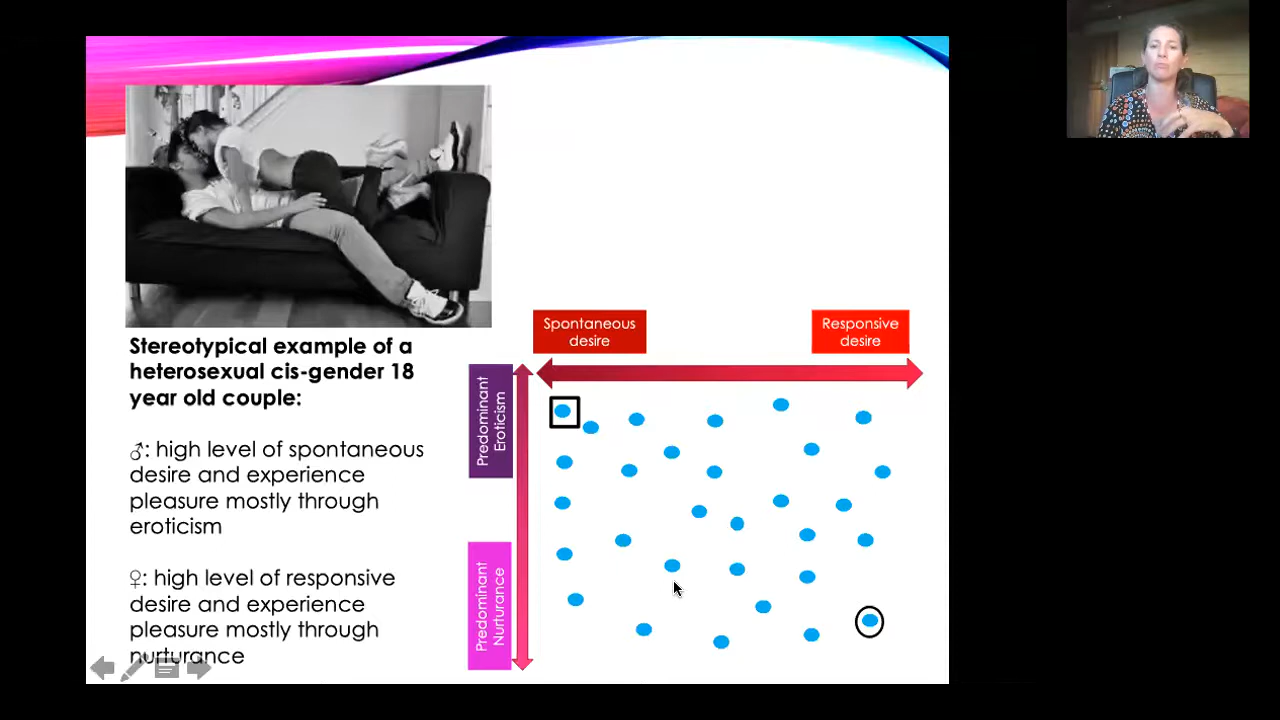 Stereotypical example of a
heterosexual cis-gender 18
year old couple:
♂: high level of spontaneous
desire and experience
pleasure mostly through
eroticism
♀: high level of responsive
desire and experience
pleasure mostly through
nurturance
Spontaneous
desire
Responsive
desire
Predominant
Eroticism
Predominant
Nurturance